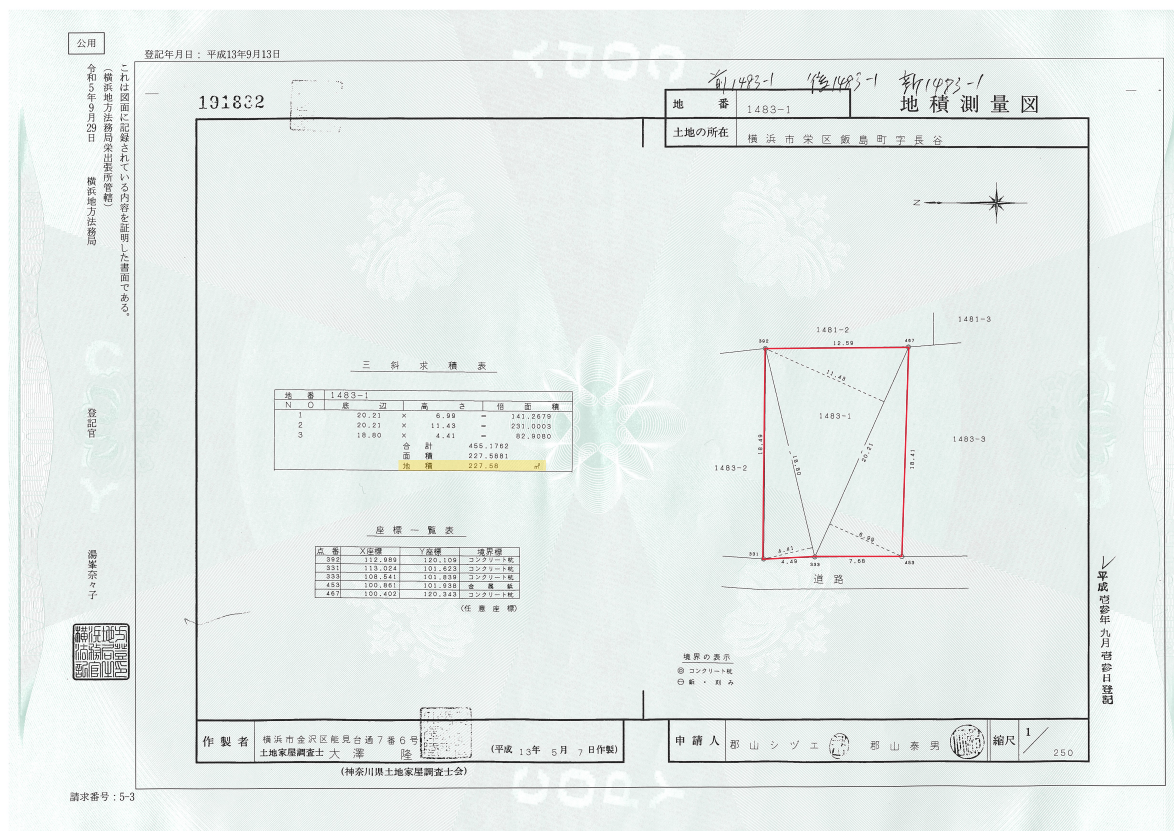 公用
登記年月日：平成13年9月13日
これは図面に記録されている内容を証明した書面である。
（横浜地方法務局栄出張所管轄）
令和5年9月29日　横浜地方法務局
登記官　湯峯奈々子
191832
前1483-1
1483-1
新1483-1
地番 1483-1
地積測量図
土地の所在 横浜市栄区飯島町字長谷
N
三斜求積表
地番 1483-1
NO 底辺 高さ 倍面積
1 20.21 × 6.99 = 141.2679
2 20.21 × 11.43 = 231.0003
3 18.80 × 4.41 = 82.9080
合計 455.1762
面積 227.5881
地積 227.58 ㎡
座標一覧表
点番 X座標 Y座標 境界標
392 112.989 120.109 コンクリート杭
331 113.024 101.623 コンクリート杭
333 108.541 101.839 コンクリート杭
453 100.861 101.938 金属鋲
467 100.402 120.343 コンクリート杭
（任意座標）
1481-3
1481-2
392
12.59
467
11.43
1483-1
1483-3
18.49
18.80
20.21
18.41
1483-2
6.99
4.41
331
4.49
333
7.68
453
道路
境界の表示
◎ コンクリート杭
鋲・刻み
平成壱参年九月壱参日登記
作製者 横浜市金沢区能見台通7番6号
土地家屋調査士 大澤隆
（平成13年5月7日作製）
（神奈川県土地家屋調査士会）
申請人 郡山シヅエ 郡山泰男
縮尺 1/250
請求番号：5-3
COPY
COPY